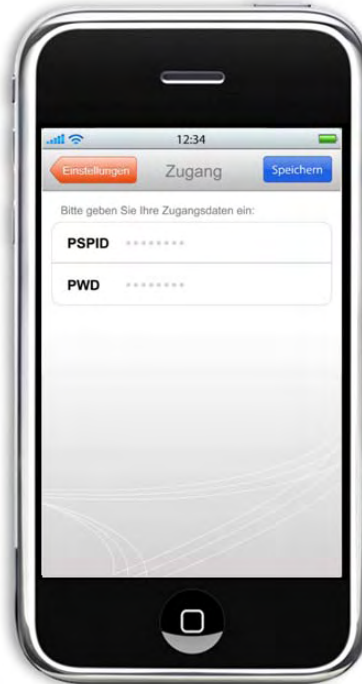 12:34
Einstellungen Zugang Speichern
Bitte geben Sie Ihre Zugangsdaten ein:
PSPID ********
PWD ********